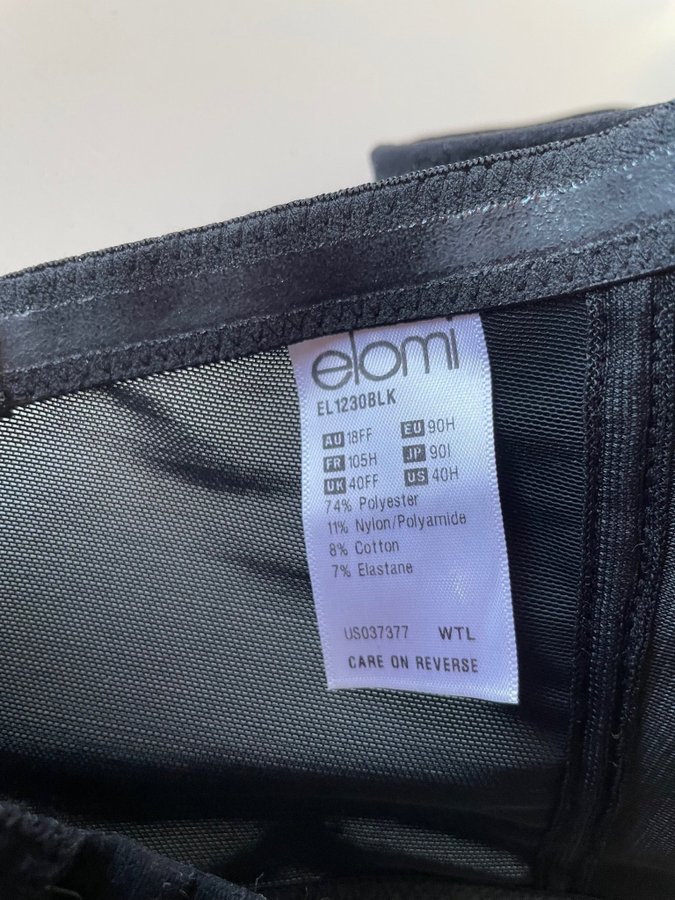 elomi
EL1230BLK
AU 18FF EU 90H
FR 105H JP 90I
UK 40FF US 40H
74% Polyester
11% Nylon/Polyamide
8% Cotton
7% Elastane
US037377 WTL
CARE ON REVERSE